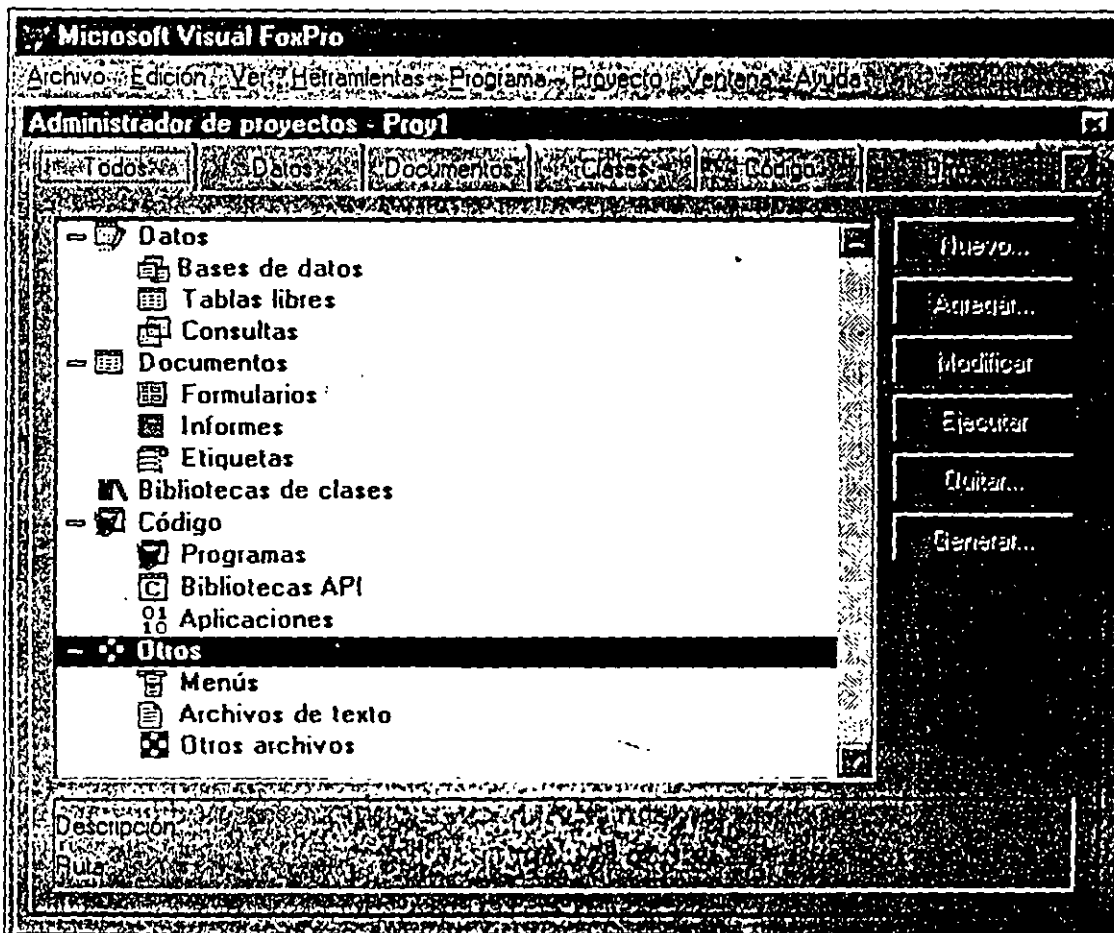 Microsoft Visual FoxPro
Archivo Edición Ver Herramientas Programa Proyecto Ventana Ayuda
Administrador de proyectos - Proy1
Todos Datos Documentos Clases Código Otros
Datos
Bases de datos
Tablas libres
Consultas
Documentos
Formularios
Informes
Etiquetas
Bibliotecas de clases
Código
Programas
Bibliotecas API
Aplicaciones
Otros
Menús
Archivos de texto
Otros archivos
Nuevo...
Agregar...
Modificar
Ejecutar
Quitar...
Generar...
Descripción
Ruta